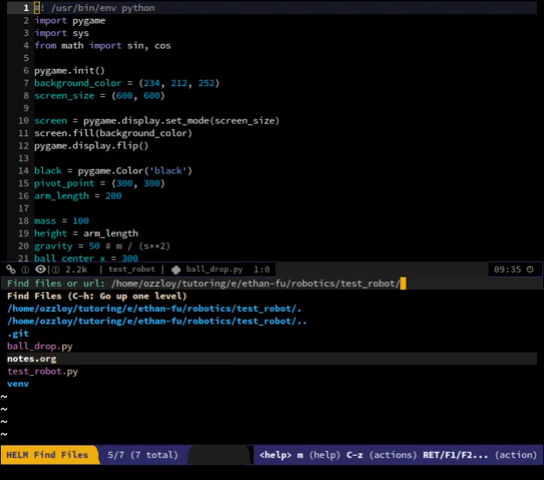 1 #! /usr/bin/env python
2 import pygame
3 import sys
4 from math import sin, cos
5
6 pygame.init()
7 background_color = (234, 212, 252)
8 screen_size = (600, 600)
9
10 screen = pygame.display.set_mode(screen_size)
11 screen.fill(background_color)
12 pygame.display.flip()
13
14 black = pygame.Color('black')
15 pivot_point = (300, 300)
16 arm_length = 200
17
18 mass = 100
19 height = arm_length
20 gravity = 50 # m / (s**2)
21 ball_center_x = 300
2.2k | test_robot | ball_drop.py 1:0 09:35
Find files or url: /home/ozzloy/tutoring/e/ethan-fu/robotics/test_robot/
Find Files (C-h: Go up one level)
/home/ozzloy/tutoring/e/ethan-fu/robotics/test_robot/.
/home/ozzloy/tutoring/e/ethan-fu/robotics/test_robot/..
.git
ball_drop.py
notes.org
test_robot.py
venv
~
~
~
~
HELM Find Files 5/7 (7 total) <help> m (help) C-z (actions) RET/F1/F2... (action)